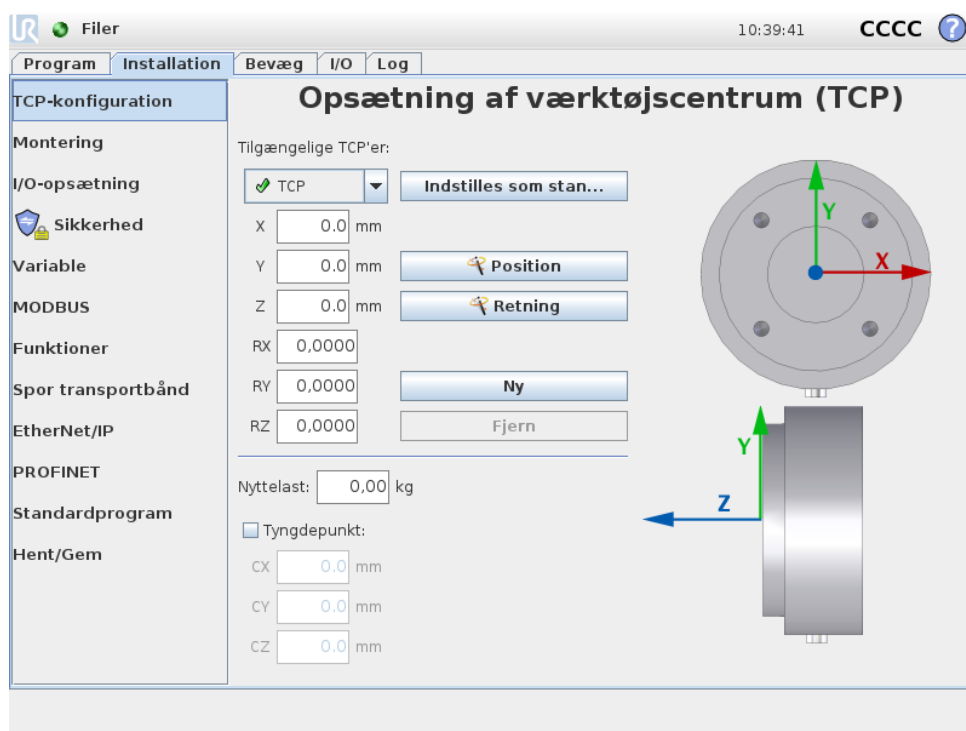 UR Filer 10:39:41 CCCC ?
Program Installation Bevæg I/O Log
TCP-konfiguration
Montering
I/O-opsætning
Sikkerhed
Variable
MODBUS
Funktioner
Spor transportbånd
EtherNet/IP
PROFINET
Standardprogram
Hent/Gem
Opsætning af værktøjscentrum (TCP)
Tilgængelige TCP'er:
TCP Indstilles som stan...
X 0.0 mm
Y 0.0 mm Position
Z 0.0 mm Retning
RX 0,0000
RY 0,0000 Ny
RZ 0,0000 Fjern
Nyttelast: 0,00 kg
Tyngdepunkt:
CX 0.0 mm
CY 0.0 mm
CZ 0.0 mm
Y
X
Y
Z